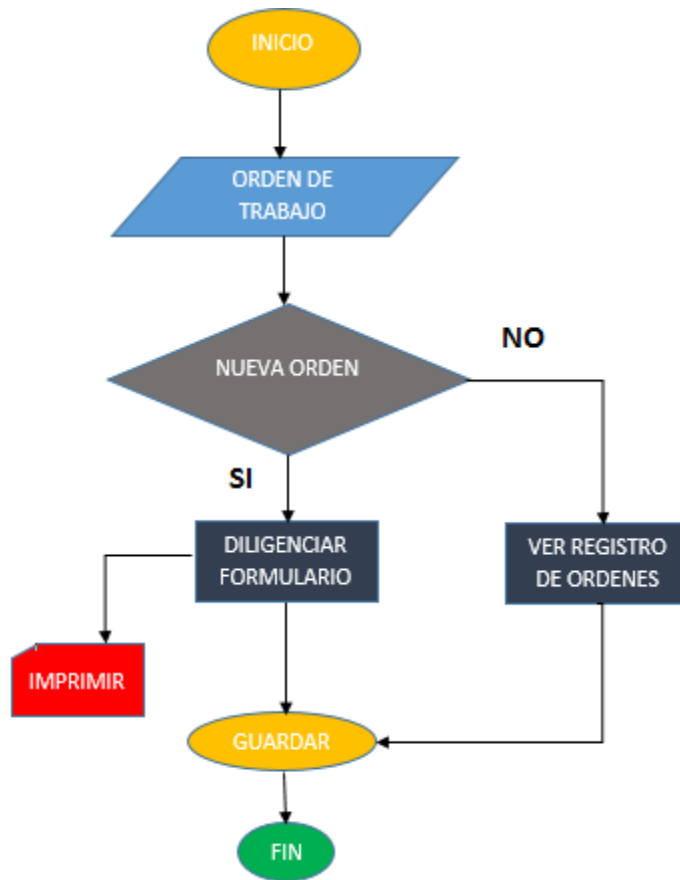 INICIO
ORDEN DE
TRABAJO
NUEVA ORDEN
NO
SI
DILIGENCIAR
FORMULARIO
VER REGISTRO
DE ORDENES
IMPRIMIR
GUARDAR
FIN